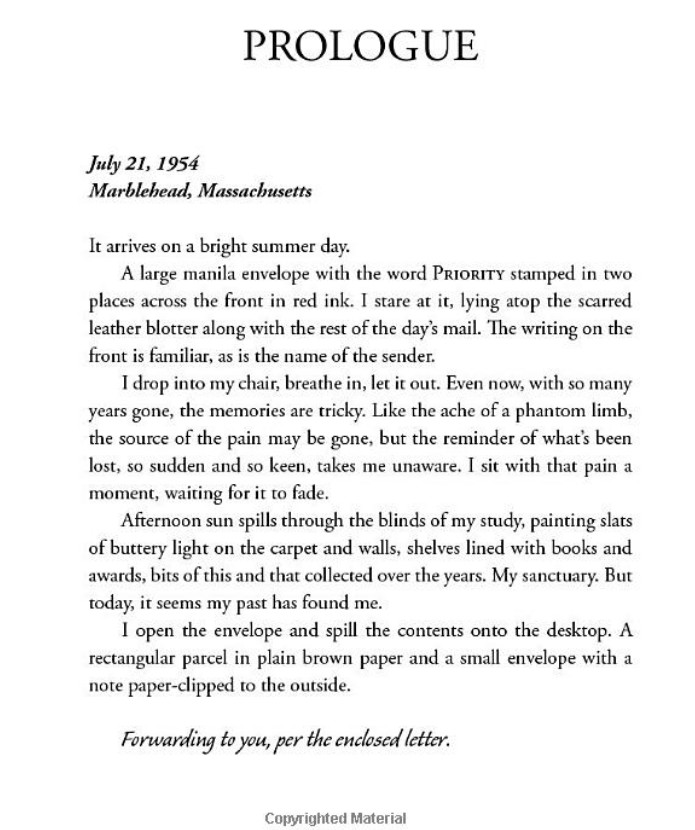 PROLOGUE
July 21, 1954
Marblehead, Massachusetts
It arrives on a bright summer day.
A large manila envelope with the word PRIORITY stamped in two
places across the front in red ink. I stare at it, lying atop the scarred
leather blotter along with the rest of the day's mail. The writing on the
front is familiar, as is the name of the sender.
I drop into my chair, breathe in, let it out. Even now, with so many
years gone, the memories are tricky. Like the ache of a phantom limb,
the source of the pain may be gone, but the reminder of what's been
lost, so sudden and so keen, takes me unaware. I sit with that pain a
moment, waiting for it to fade.
Afternoon sun spills through the blinds of my study, painting slats
of buttery light on the carpet and walls, shelves lined with books and
awards, bits of this and that collected over the years. My sanctuary. But
today, it seems my past has found me.
I open the envelope and spill the contents onto the desktop. A
rectangular parcel in plain brown paper and a small envelope with a
note paper-clipped to the outside.
Forwarding to you, per the enclosed letter.
Copyrighted Material